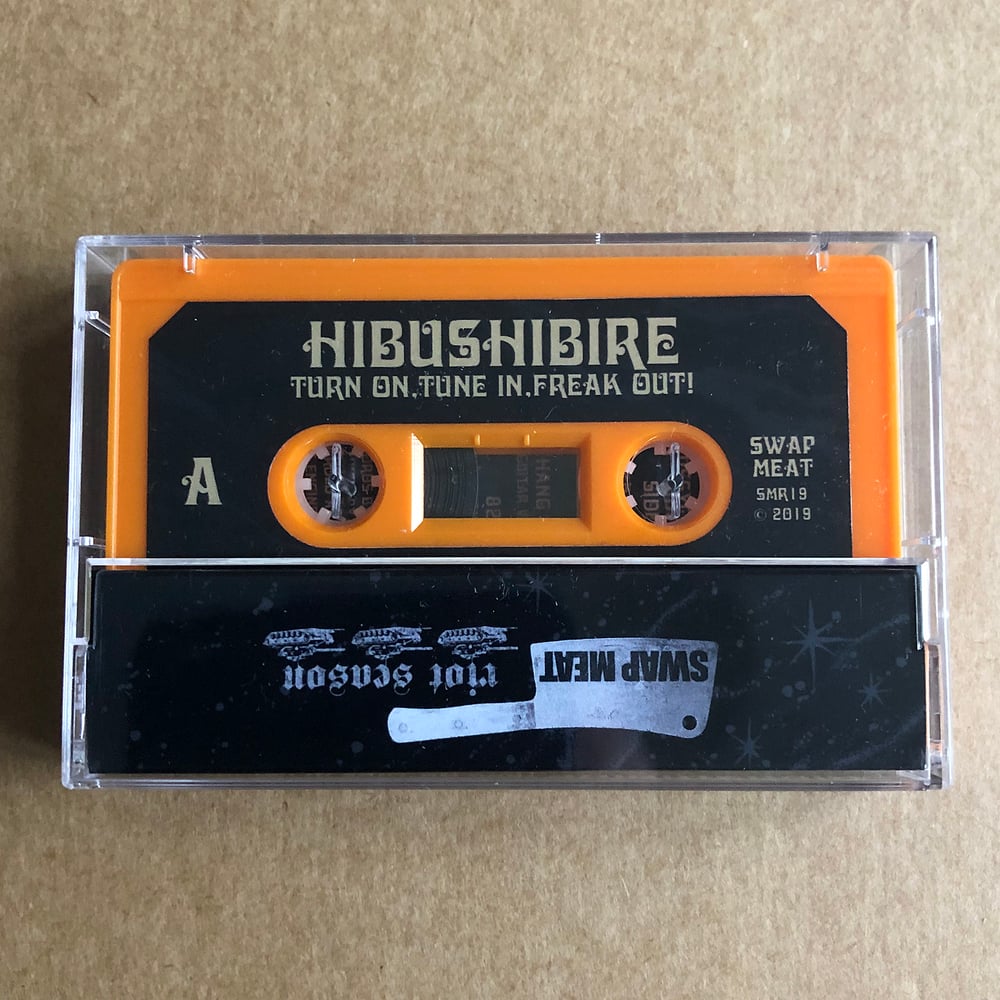 HIBUSHIBIRE
TURN ON, TUNE IN, FREAK OUT!
A
SWAP
MEAT
SMR19
© 2019
SWAP MEAT
riot season